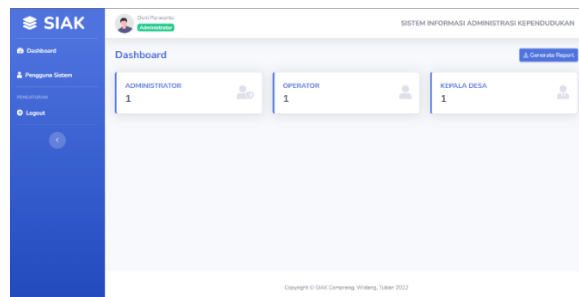 SIAK
Dashboard
Pengguna Sistem
PENGATURAN
Logout
Administrator
SISTEM INFORMASI ADMINISTRASI KEPENDUDUKAN
Dashboard
Generate Report
ADMINISTRATOR
1
OPERATOR
1
KEPALA DESA
1
Copyright © SIAK Compreng, Widang, Tuban 2022